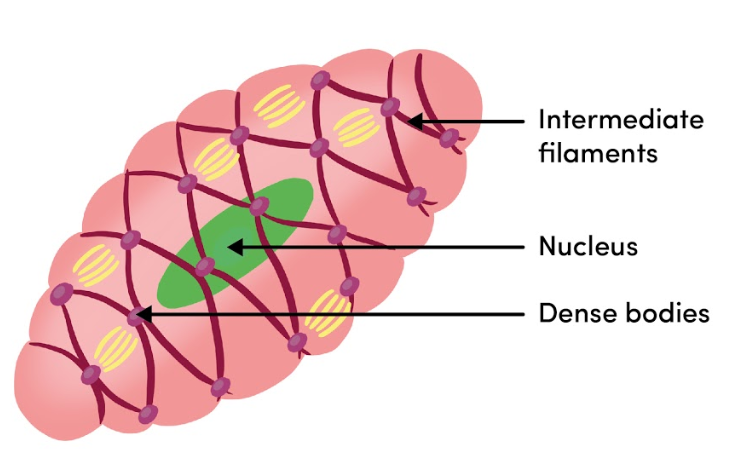 Intermediate
filaments
Nucleus
Dense bodies